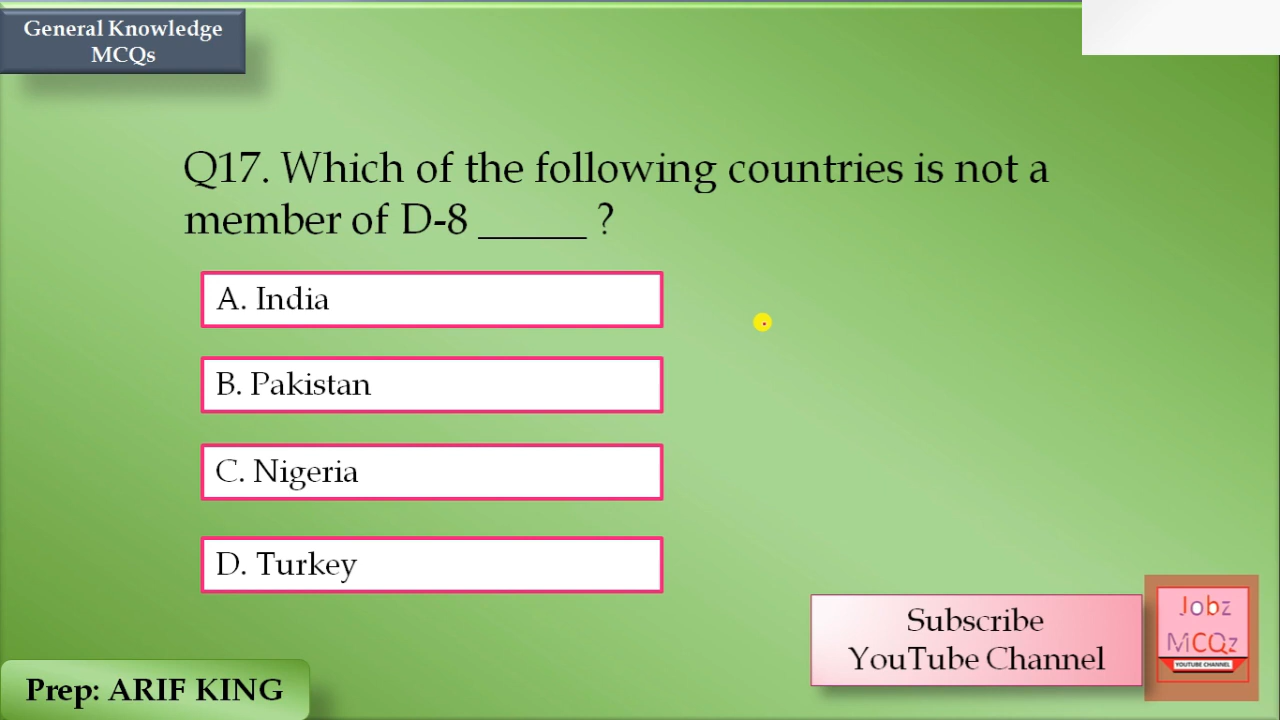 General Knowledge
MCQs
Q17. Which of the following countries is not a
member of D-8 _____ ?
A. India
B. Pakistan
C. Nigeria
D. Turkey
Subscribe
YouTube Channel
Jobz
MCQz
YOUTUBE CHANNEL
Prep: ARIF KING